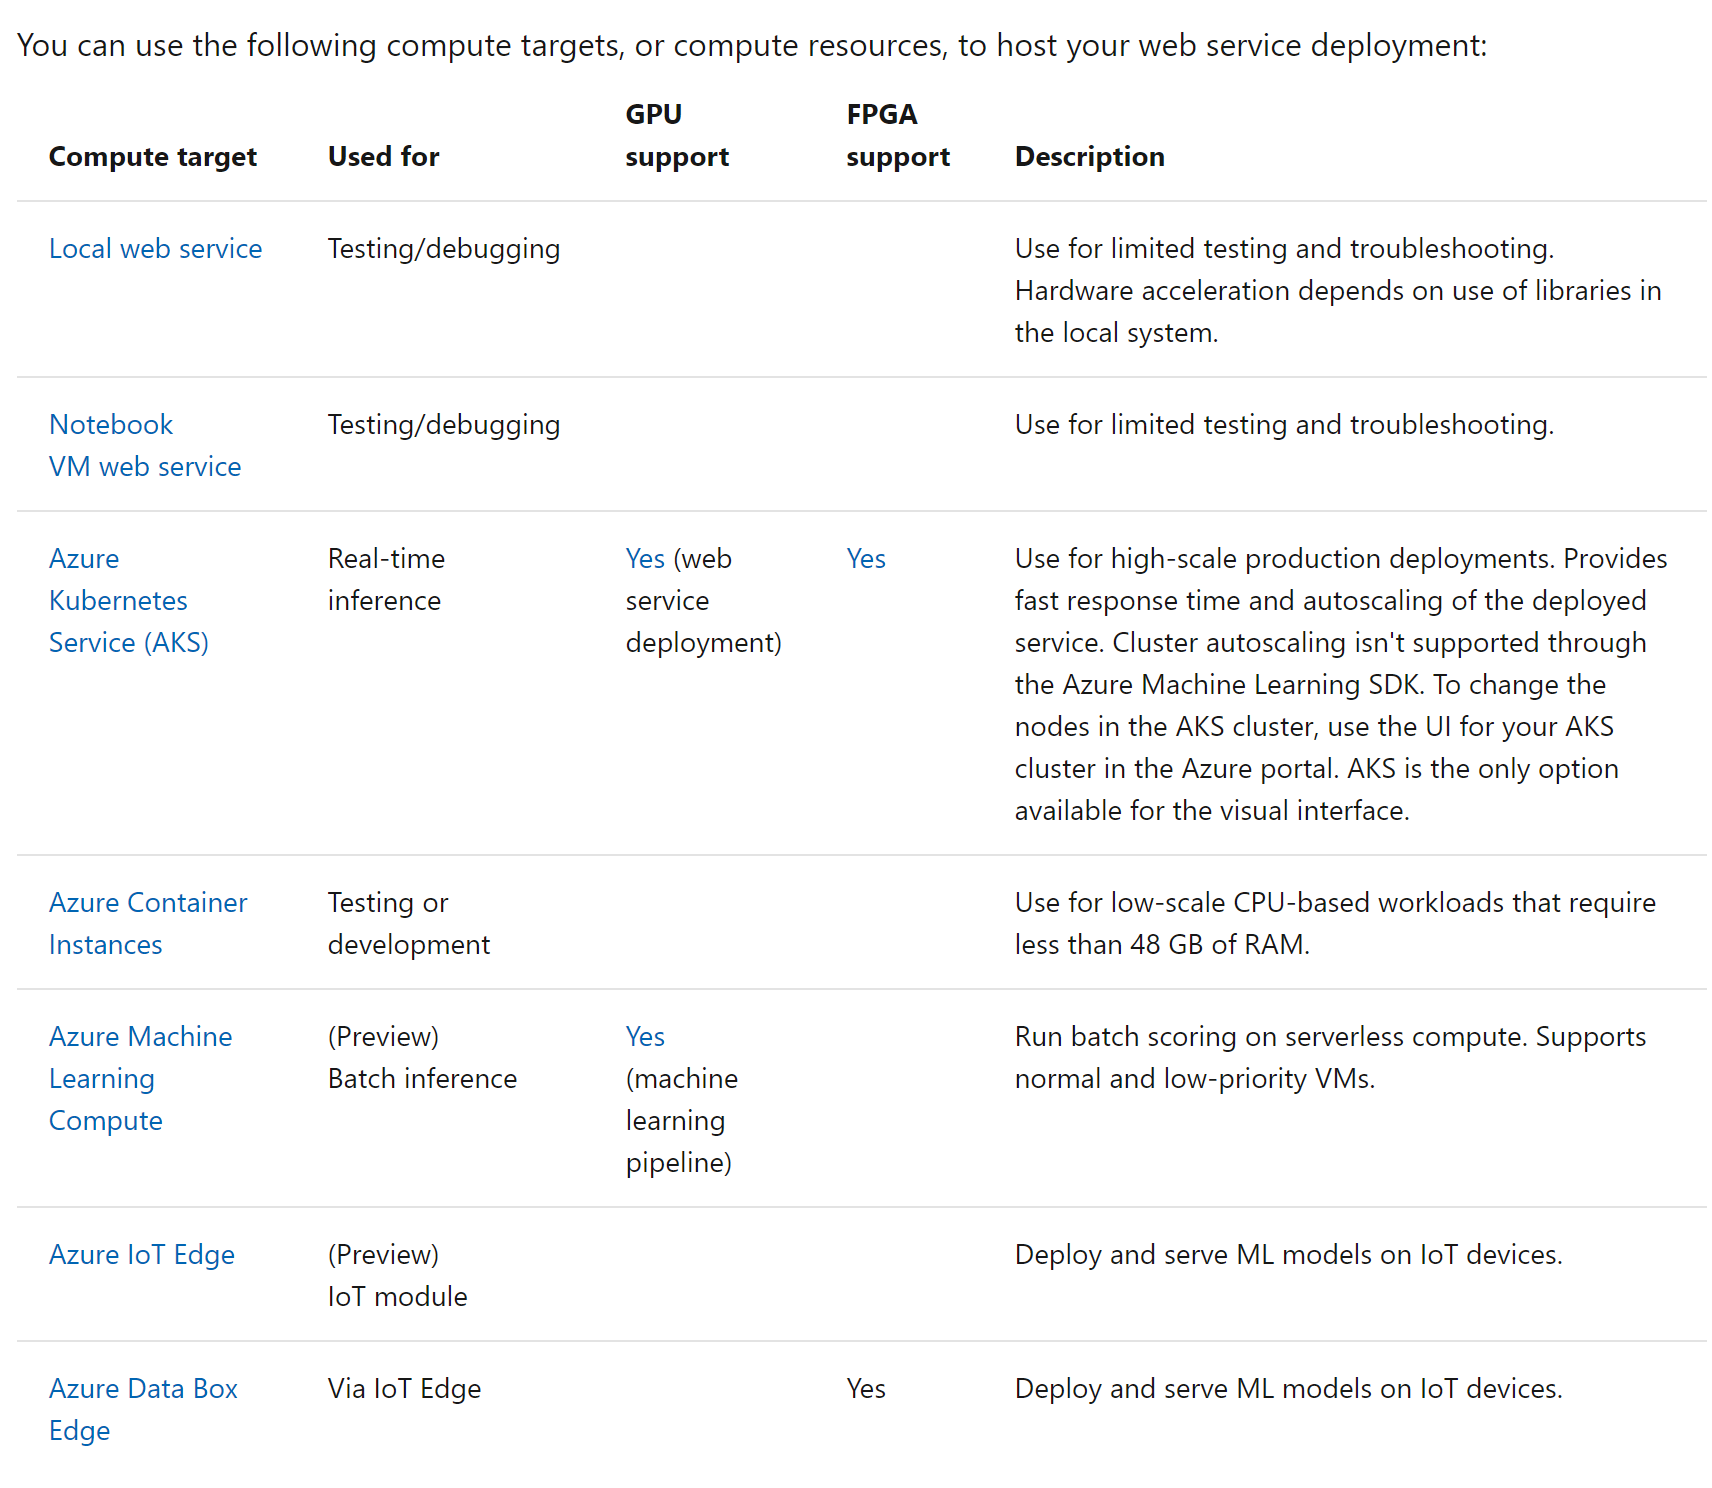 You can use the following compute targets, or compute resources, to host your web service deployment:
Compute target
Used for
GPU
support
FPGA
support
Description
Local web service
Testing/debugging
Use for limited testing and troubleshooting.
Hardware acceleration depends on use of libraries in
the local system.
Notebook
VM web service
Testing/debugging
Use for limited testing and troubleshooting.
Azure
Kubernetes
Service (AKS)
Real-time
inference
Yes (web
service
deployment)
Yes
Use for high-scale production deployments. Provides
fast response time and autoscaling of the deployed
service. Cluster autoscaling isn't supported through
the Azure Machine Learning SDK. To change the
nodes in the AKS cluster, use the UI for your AKS
cluster in the Azure portal. AKS is the only option
available for the visual interface.
Azure Container
Instances
Testing or
development
Use for low-scale CPU-based workloads that require
less than 48 GB of RAM.
Azure Machine
Learning
Compute
(Preview)
Batch inference
Yes
(machine
learning
pipeline)
Run batch scoring on serverless compute. Supports
normal and low-priority VMs.
Azure IoT Edge
(Preview)
IoT module
Deploy and serve ML models on IoT devices.
Azure Data Box
Edge
Via IoT Edge
Yes
Deploy and serve ML models on IoT devices.